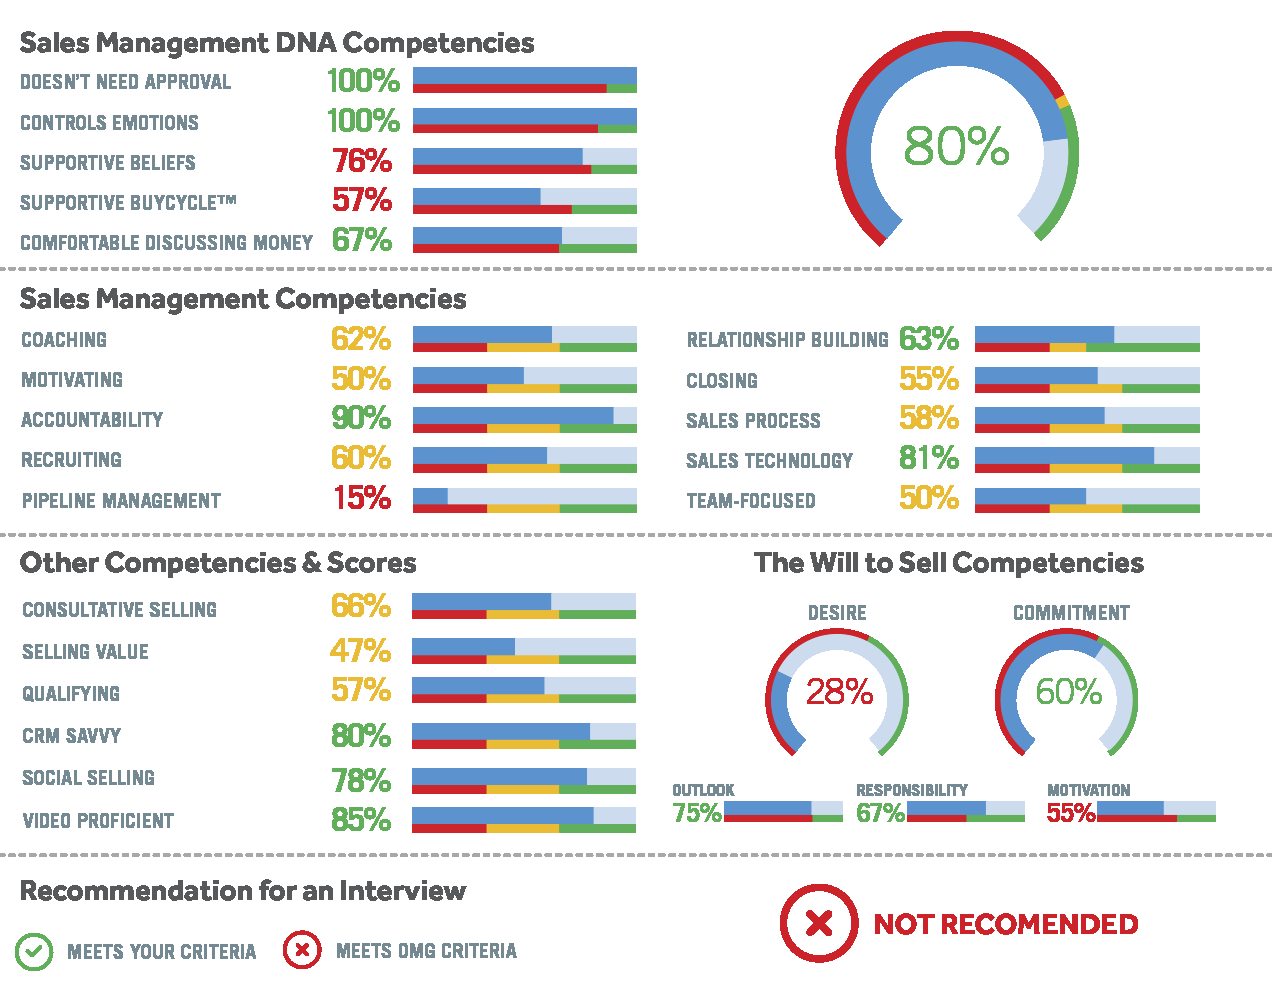 Sales Management DNA Competencies
DOESN'T NEED APPROVAL 100%
CONTROLS EMOTIONS 100%
SUPPORTIVE BELIEFS 76%
SUPPORTIVE BUYCYCLE™ 57%
COMFORTABLE DISCUSSING MONEY 67%
80%
Sales Management Competencies
COACHING 62%
MOTIVATING 50%
ACCOUNTABILITY 90%
RECRUITING 60%
PIPELINE MANAGEMENT 15%
RELATIONSHIP BUILDING 63%
CLOSING 55%
SALES PROCESS 58%
SALES TECHNOLOGY 81%
TEAM-FOCUSED 50%
Other Competencies & Scores
CONSULTATIVE SELLING 66%
SELLING VALUE 47%
QUALIFYING 57%
CRM SAVVY 80%
SOCIAL SELLING 78%
VIDEO PROFICIENT 85%
The Will to Sell Competencies
DESIRE
28%
COMMITMENT
60%
OUTLOOK
75%
RESPONSIBILITY
67%
MOTIVATION
55%
Recommendation for an Interview
MEETS YOUR CRITERIA
MEETS OMG CRITERIA
NOT RECOMENDED